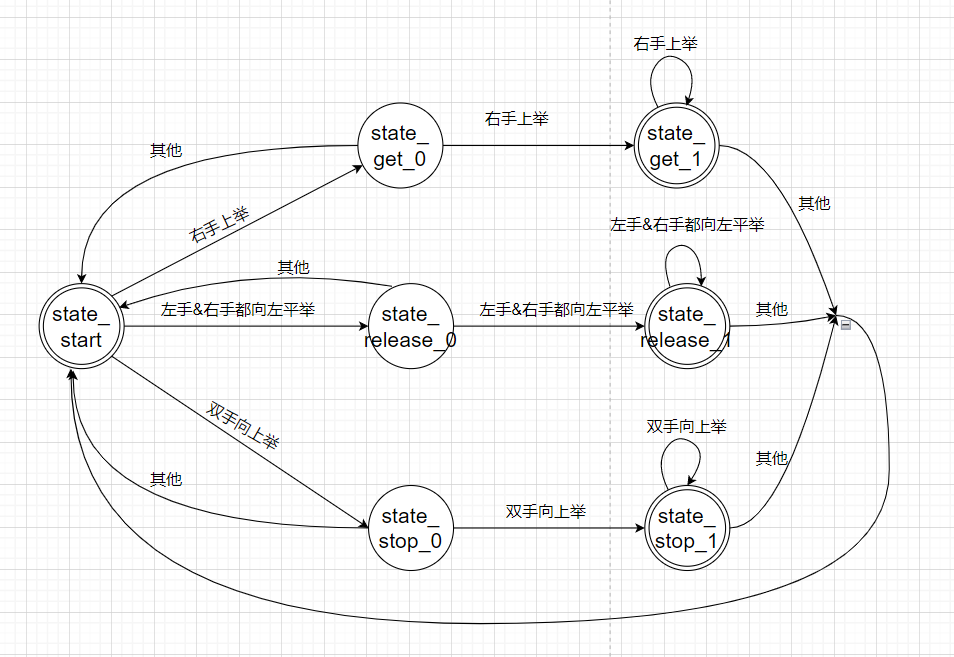 右手上举
state_
get_0
右手上举
state_
get_1
其他
右手上举
其他
左手&右手都向左平举
其他
state_
start
左手&右手都向左平举
state_
release_0
左手&右手都向左平举
state_
release_1
其他
双手向上举
双手向上举
其他
其他
state_
stop_0
双手向上举
state_
stop_1